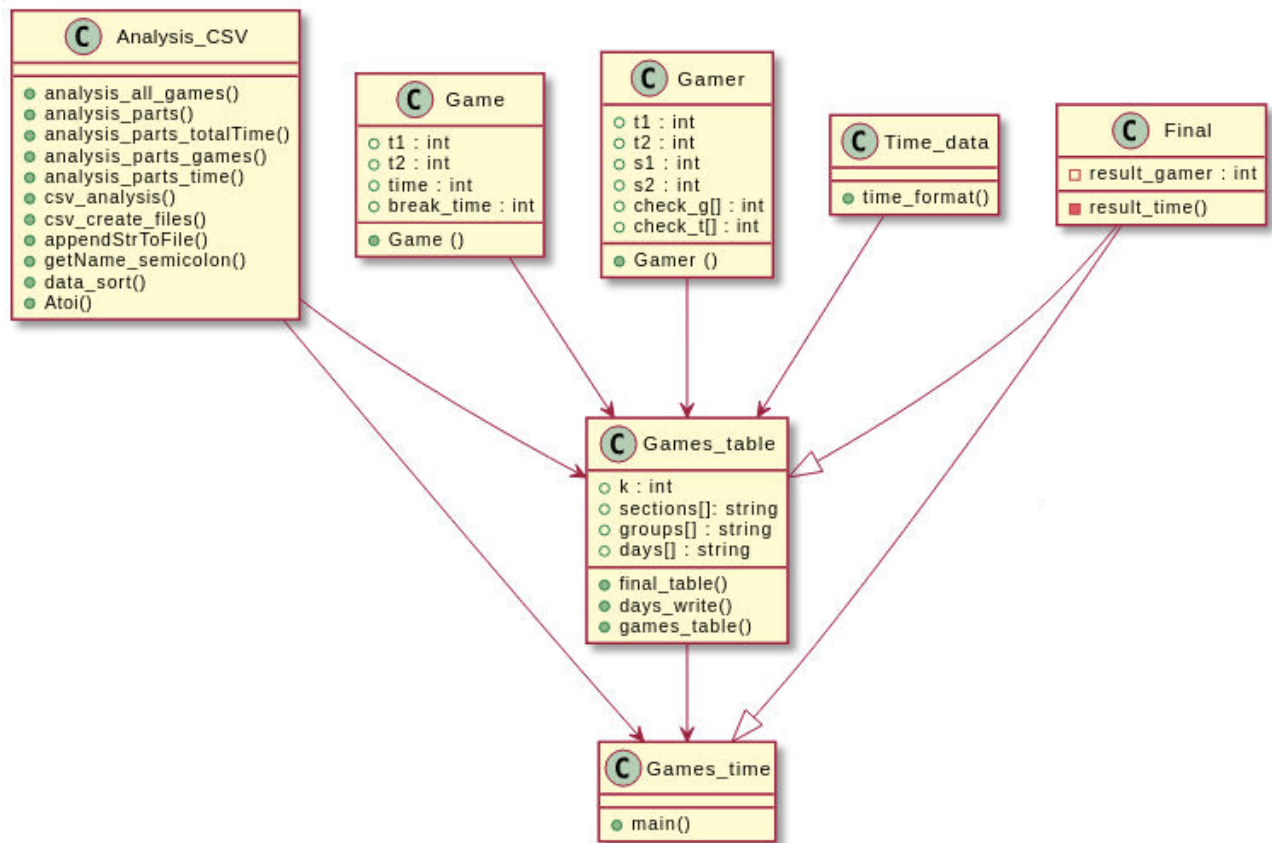 C Analysis_CSV
analysis_all_games()
analysis_parts()
analysis_parts_totalTime()
analysis_parts_games()
analysis_parts_time()
csv_analysis()
csv_create_files()
appendStrToFile()
getName_semicolon()
data_sort()
Atoi()
C Game
t1 : int
t2 : int
time : int
break_time : int
Game ()
C Gamer
t1 : int
t2 : int
s1 : int
s2 : int
check_g[] : int
check_t[] : int
Gamer ()
C Time_data
time_format()
C Final
result_gamer : int
result_time()
C Games_table
k : int
sections[]: string
groups[] : string
days[] : string
final_table()
days_write()
games_table()
C Games_time
main()